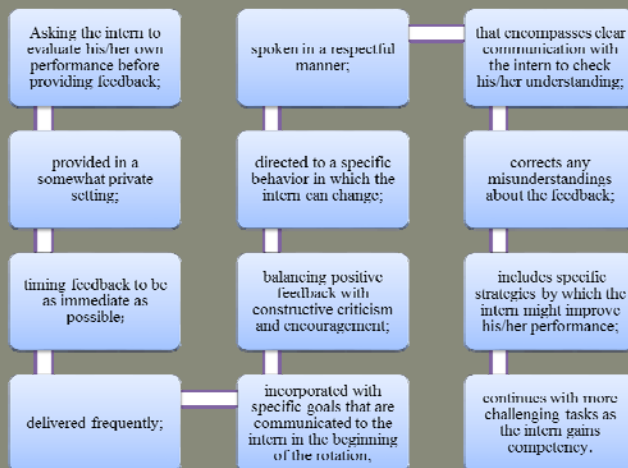 Asking the intern to
evaluate his/her own
performance before
providing feedback;
provided in a
somewhat private
setting;
timing feedback to be
as immediate as
possible;
delivered frequently;
incorporated with
specific goals that are
communicated to the
intern in the beginning
of the rotation,
balancing positive
feedback with
constructive criticism
and encouragement;
directed to a specific
behavior in which the
intern can change;
spoken in a respectful
manner;
that encompasses clear
communication with
the intern to check
his/her understanding;
corrects any
misunderstandings
about the feedback;
includes specific
strategies by which the
intern might improve
his/her performance;
continues with more
challenging tasks as
the intern gains
competency.